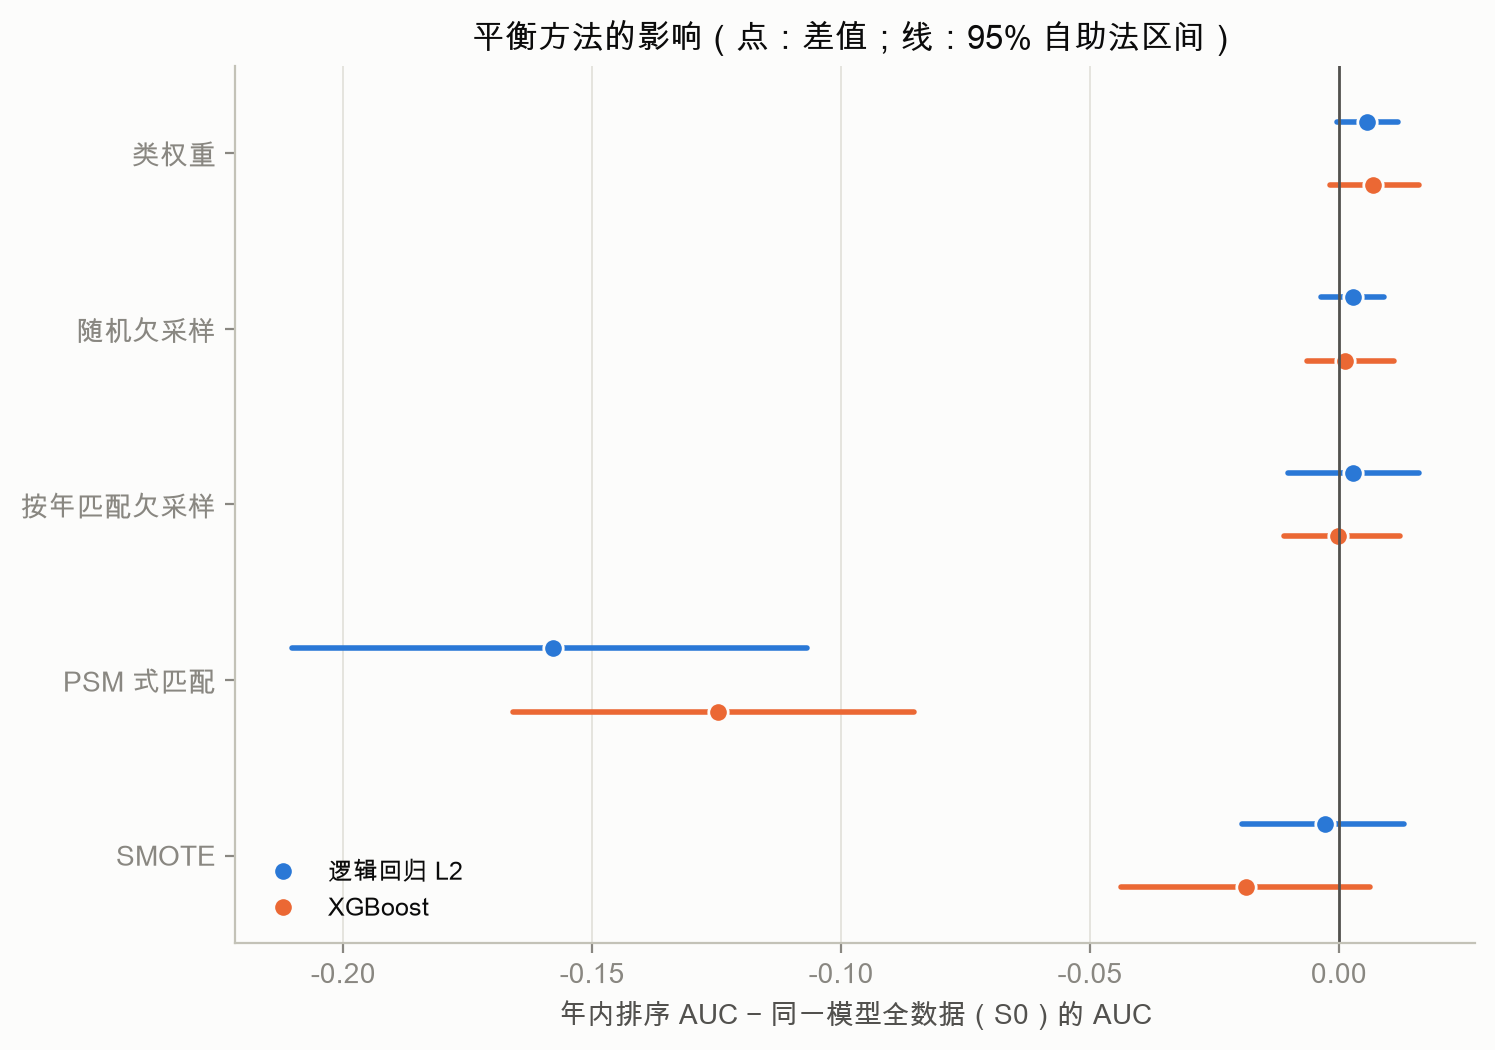 平衡方法的影响（点：差值；线：95% 自助法区间）
类权重
随机欠采样
按年匹配欠采样
PSM 式匹配
SMOTE
逻辑回归 L2
XGBoost
-0.20
-0.15
-0.10
-0.05
0.00
年内排序 AUC − 同一模型全数据（S0）的 AUC